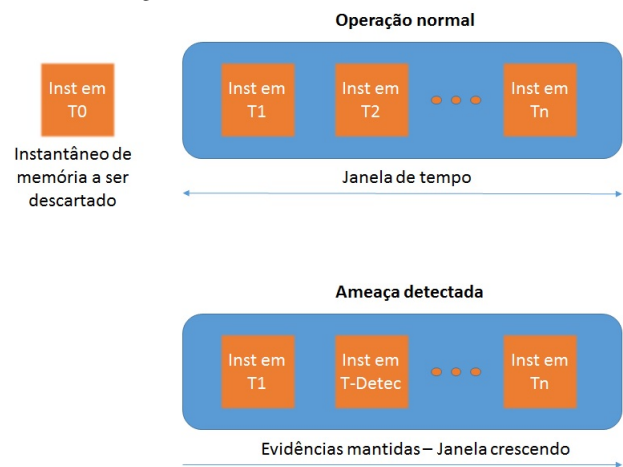 Operação normal
Inst em
T0
Inst em
T1
Inst em
T2
Inst em
Tn
Instantâneo de
memória a ser
descartado
Janela de tempo
Ameaça detectada
Inst em
T1
Inst em
T-Detec
Inst em
Tn
Evidências mantidas – Janela crescendo